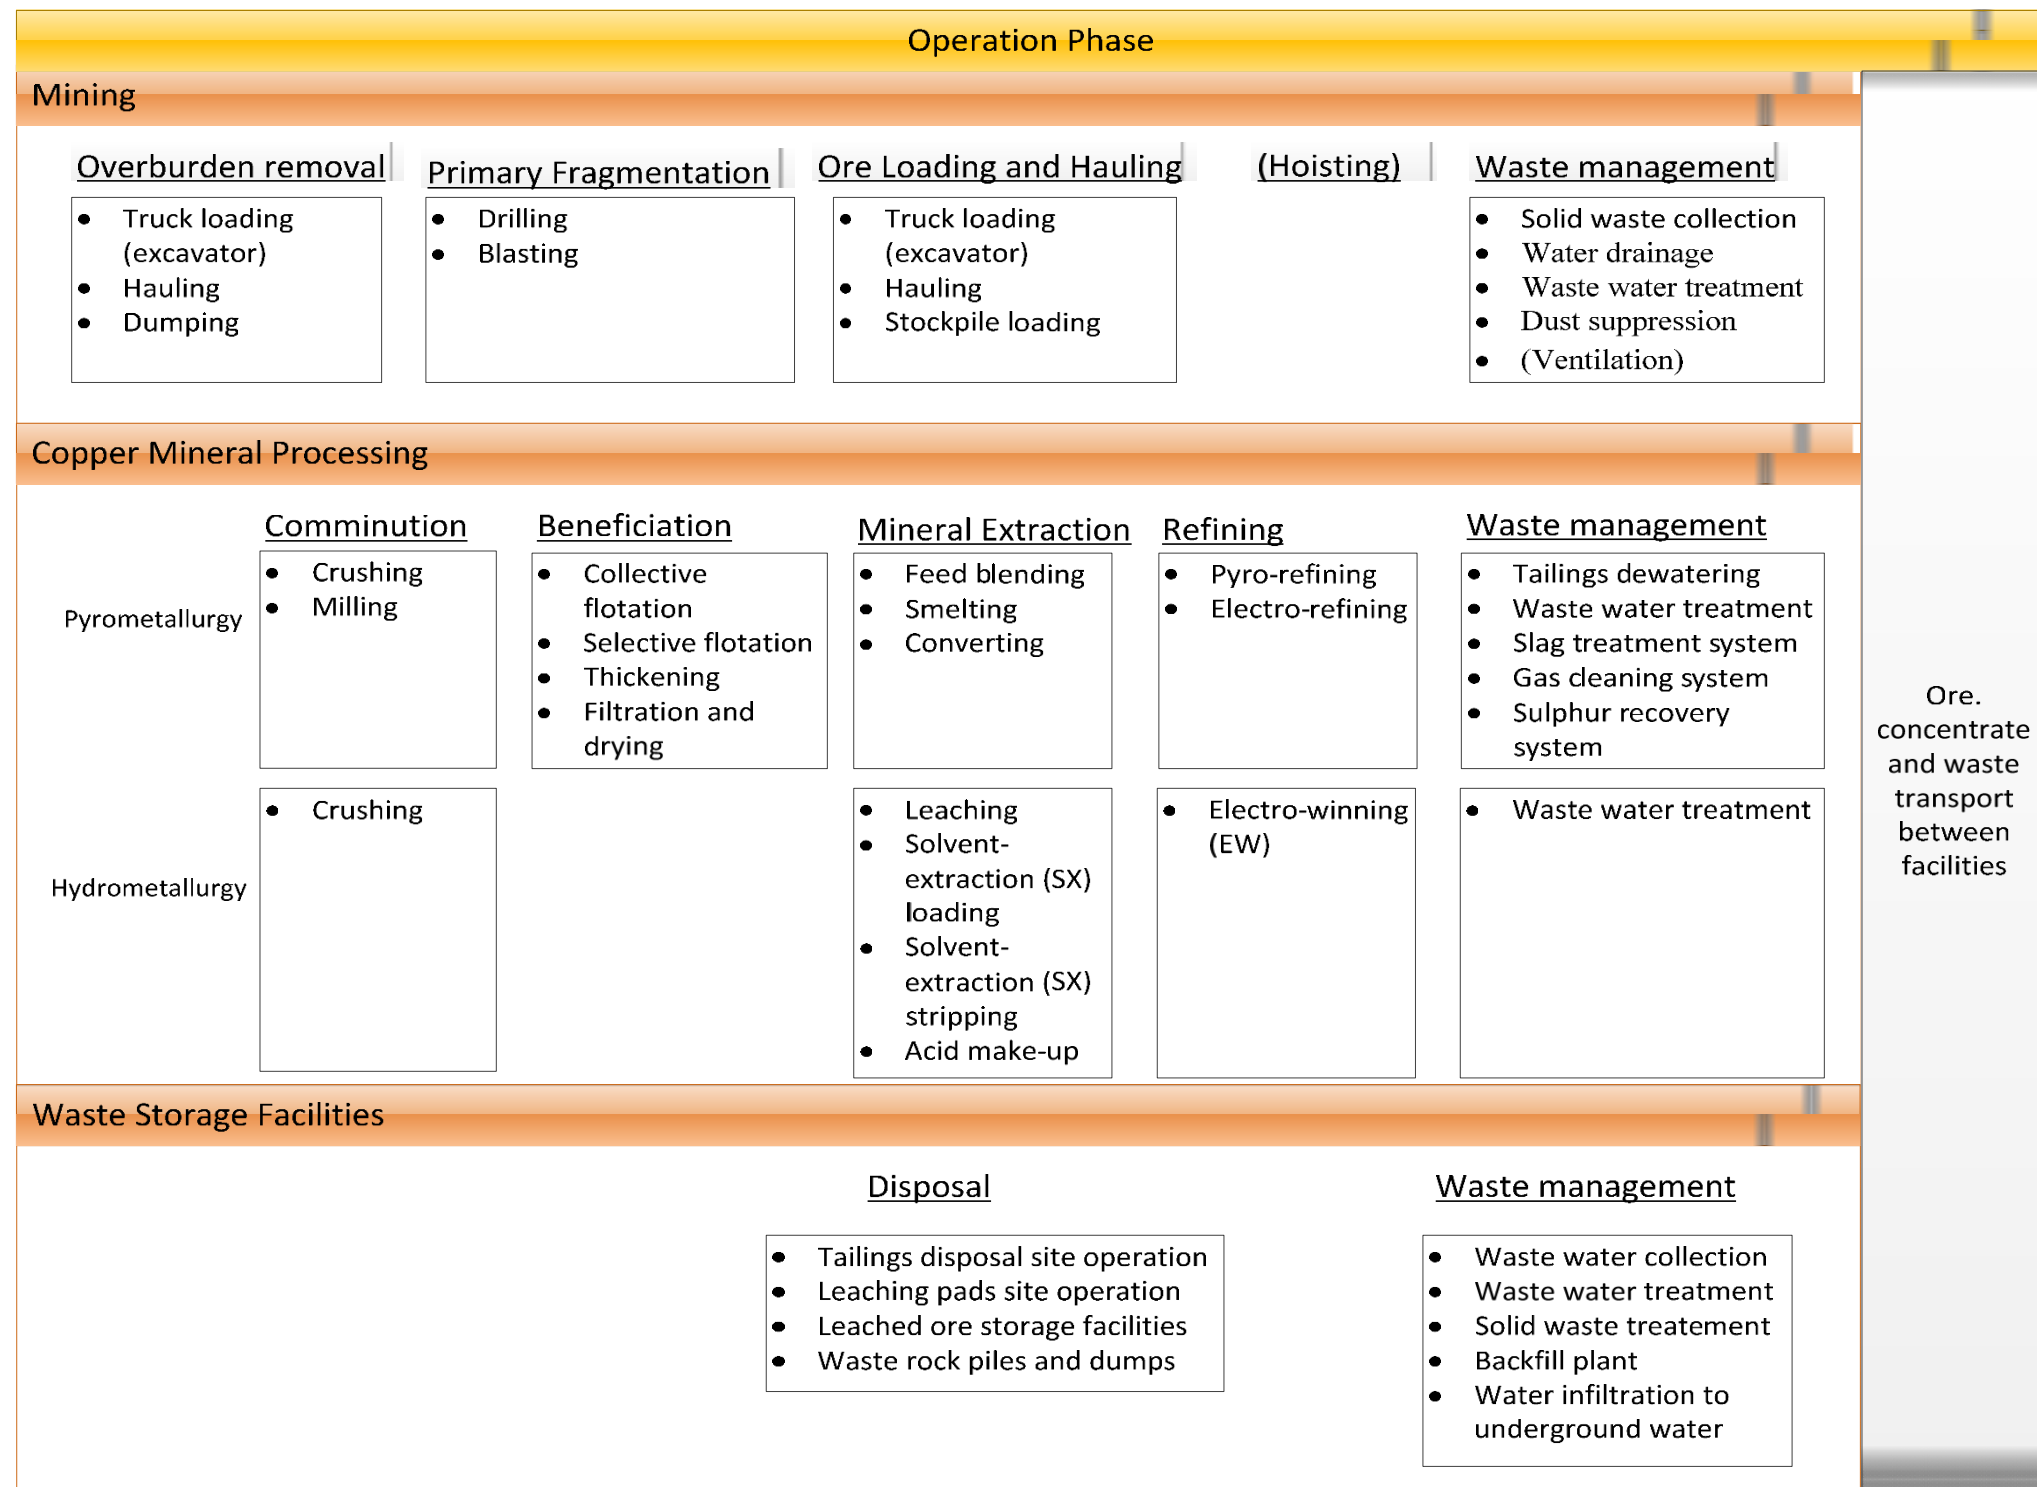 Operation Phase
Mining
Overburden removal
• Truck loading
(excavator)
• Hauling
• Dumping
Primary Fragmentation
• Drilling
• Blasting
Ore Loading and Hauling
• Truck loading
(excavator)
• Hauling
• Stockpile loading
(Hoisting)
Waste management
• Solid waste collection
• Water drainage
• Waste water treatment
• Dust suppression
• (Ventilation)
Copper Mineral Processing
Comminution
Beneficiation
Mineral Extraction
Refining
Waste management
Pyrometallurgy
• Crushing
• Milling
• Collective
flotation
• Selective flotation
• Thickening
• Filtration and
drying
• Feed blending
• Smelting
• Converting
• Pyro-refining
• Electro-refining
• Tailings dewatering
• Waste water treatment
• Slag treatment system
• Gas cleaning system
• Sulphur recovery
system
Hydrometallurgy
• Crushing
• Leaching
• Solvent-
extraction (SX)
loading
• Solvent-
extraction (SX)
stripping
• Acid make-up
• Electro-winning
(EW)
• Waste water treatment
Waste Storage Facilities
Disposal
• Tailings disposal site operation
• Leaching pads site operation
• Leached ore storage facilities
• Waste rock piles and dumps
Waste management
• Waste water collection
• Waste water treatment
• Solid waste treatement
• Backfill plant
• Water infiltration to
underground water
Ore.
concentrate
and waste
transport
between
facilities